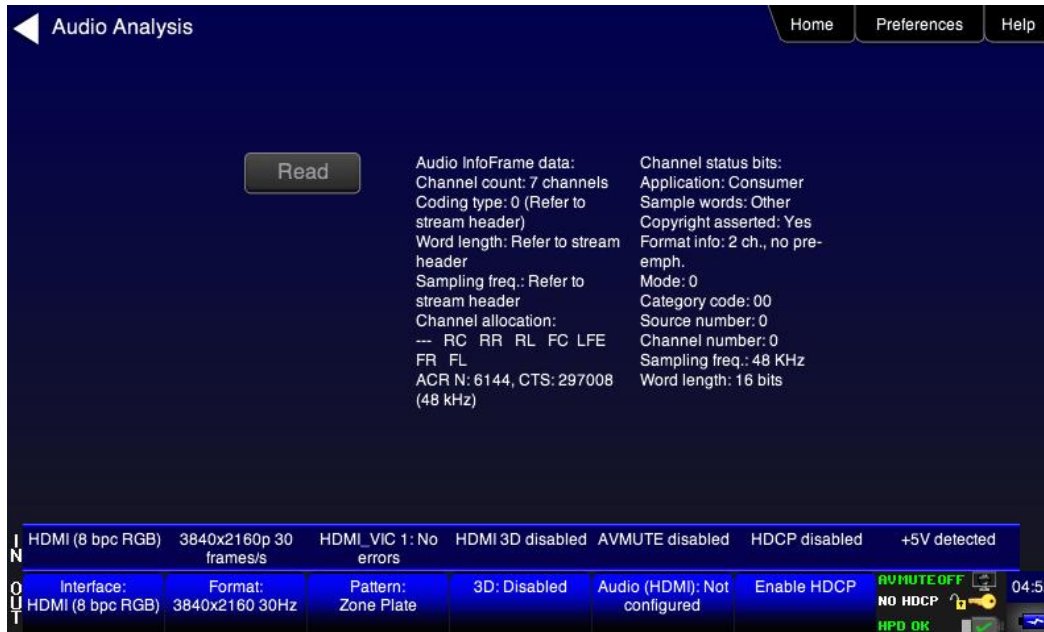 Audio Analysis
Home
Preferences
Help
Read
Audio InfoFrame data:
Channel count: 7 channels
Coding type: 0 (Refer to
stream header)
Word length: Refer to stream
header
Sampling freq.: Refer to
stream header
Channel allocation:
--- RC RR RL FC LFE
FR FL
ACR N: 6144, CTS: 297008
(48 kHz)
Channel status bits:
Application: Consumer
Sample words: Other
Copyright asserted: Yes
Format info: 2 ch., no pre-
emph.
Mode: 0
Category code: 00
Source number: 0
Channel number: 0
Sampling freq.: 48 KHz
Word length: 16 bits
IN
HDMI (8 bpc RGB)
3840x2160p 30
frames/s
HDMI_VIC 1: No
errors
HDMI 3D disabled
AVMUTE disabled
HDCP disabled
+5V detected
OUT
Interface:
HDMI (8 bpc RGB)
Format:
3840x2160 30Hz
Pattern:
Zone Plate
3D: Disabled
Audio (HDMI): Not
configured
Enable HDCP
AVMUTEOFF
NO HDCP
HPD OK
04:5